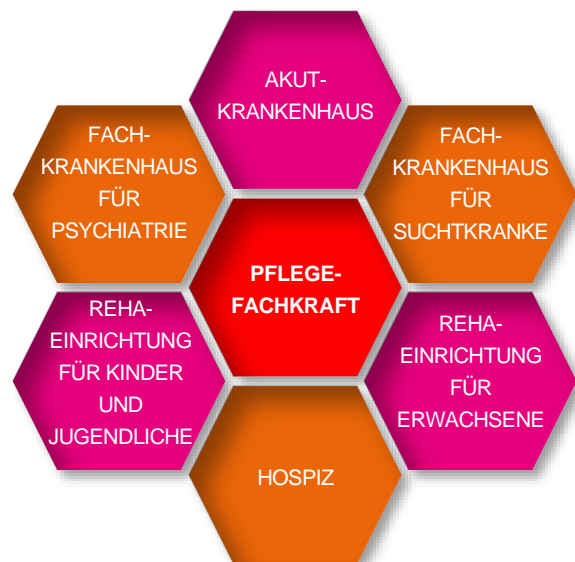 AKUT-
KRANKENHAUS
FACH-
KRANKENHAUS
FÜR
PSYCHIATRIE
FACH-
KRANKENHAUS
FÜR
SUCHTKRANKE
PFLEGE-
FACHKRAFT
REHA-
EINRICHTUNG
FÜR KINDER
UND
JUGENDLICHE
REHA-
EINRICHTUNG
FÜR
ERWACHSENE
HOSPIZ